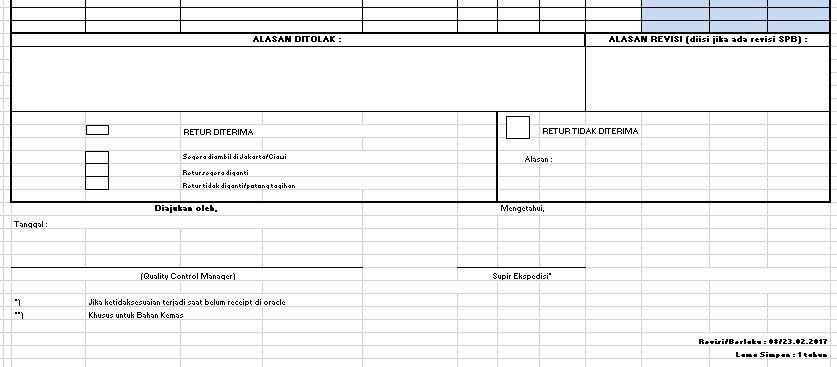 ALASAN DITOLAK :
ALASAN REVISI (diisi jika ada revisi SPB) :
RETUR DITERIMA
RETUR TIDAK DITERIMA
Segera diambil di Jakarta/Ciawi
Alasan :
Retur segera diganti
Retur tidak diganti/potong tagihan
Diajukan oleh,
Mengetahui,
Tanggal :
(Quality Control Manager)
Supir Ekspedisi*
*) Jika ketidaksesuaian terjadi saat belum receipt di oracle
**) Khusus untuk Bahan Kemas
Revisi/Berlaku : 08/23.02.2017
Lama Simpan : 1 tahun